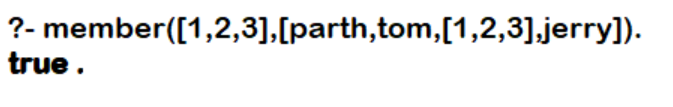 ?- member([1,2,3],[parth,tom,[1,2,3],jerry]).
true .